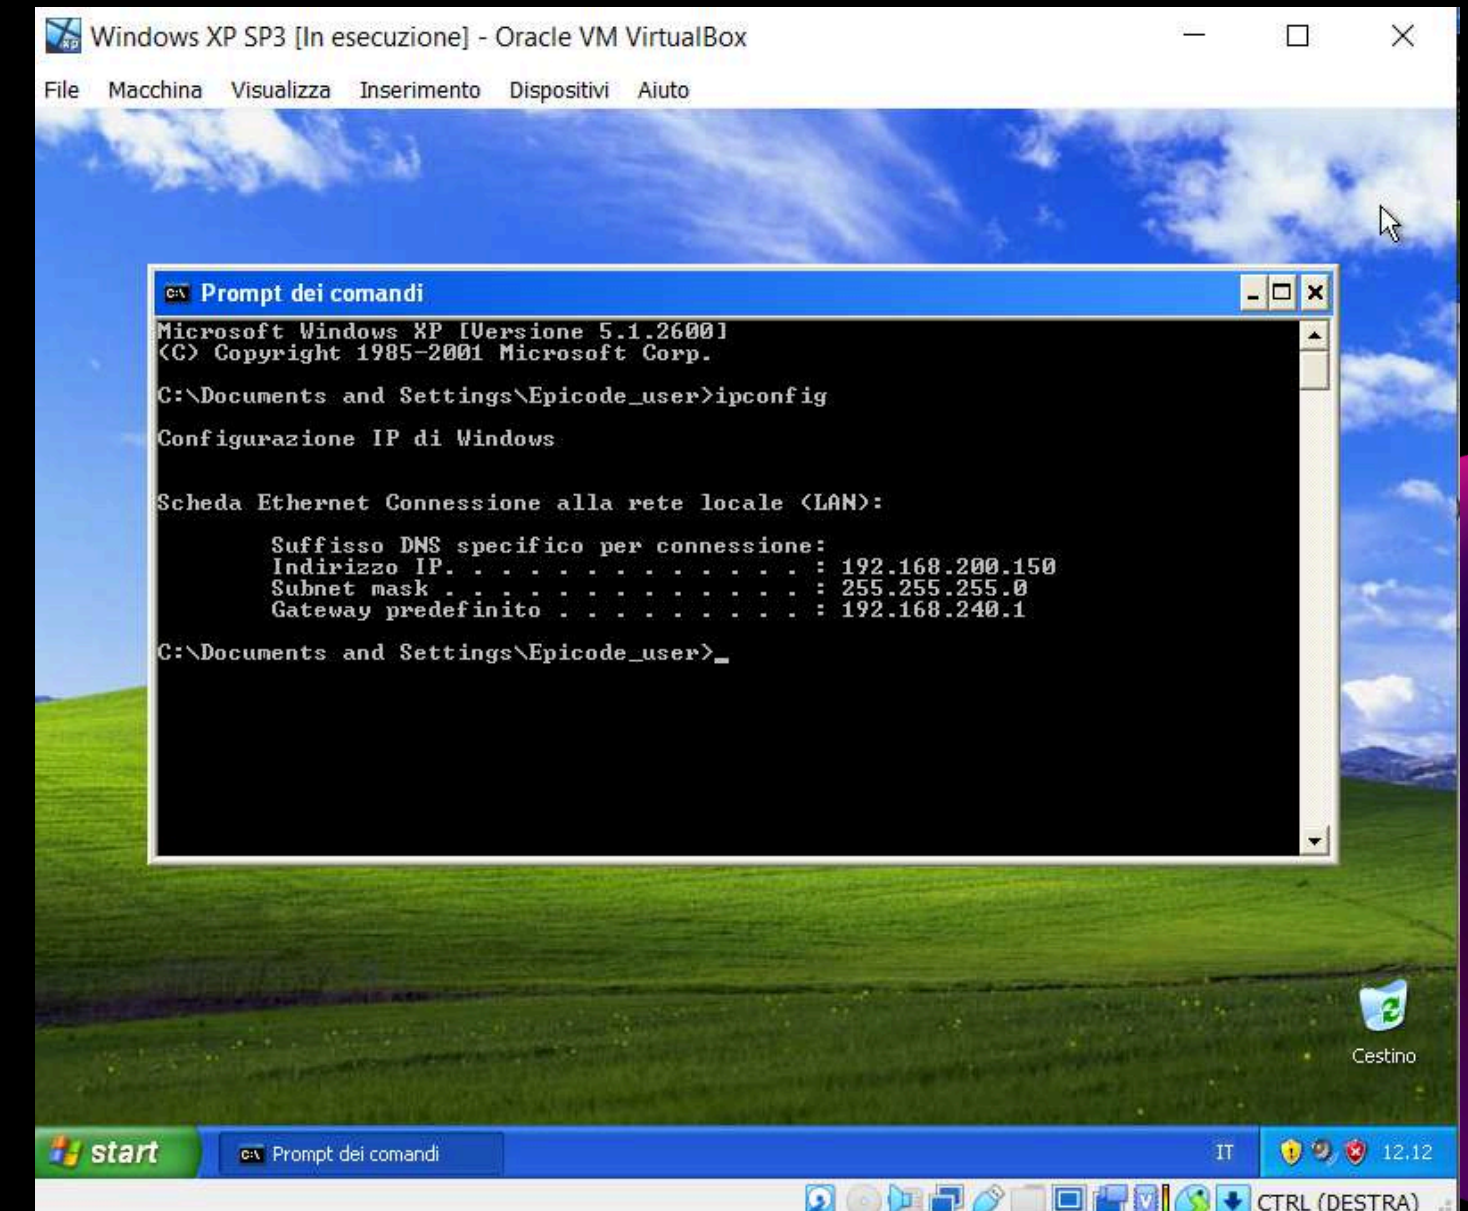 Windows XP SP3 [In esecuzione] - Oracle VM VirtualBox
File Macchina Visualizza Inserimento Dispositivi Aiuto
Prompt dei comandi
Microsoft Windows XP [Versione 5.1.2600]
(C) Copyright 1985-2001 Microsoft Corp.
C:\Documents and Settings\Epicode_user>ipconfig
Configurazione IP di Windows
Scheda Ethernet Connessione alla rete locale (LAN):
Suffisso DNS specifico per connessione:
Indirizzo IP. . . . . . . . . . . . . : 192.168.200.150
Subnet mask . . . . . . . . . . . . . : 255.255.255.0
Gateway predefinito . . . . . . . . . : 192.168.240.1
C:\Documents and Settings\Epicode_user>_
Cestino
start Prompt dei comandi IT 12.12
CTRL (DESTRA)